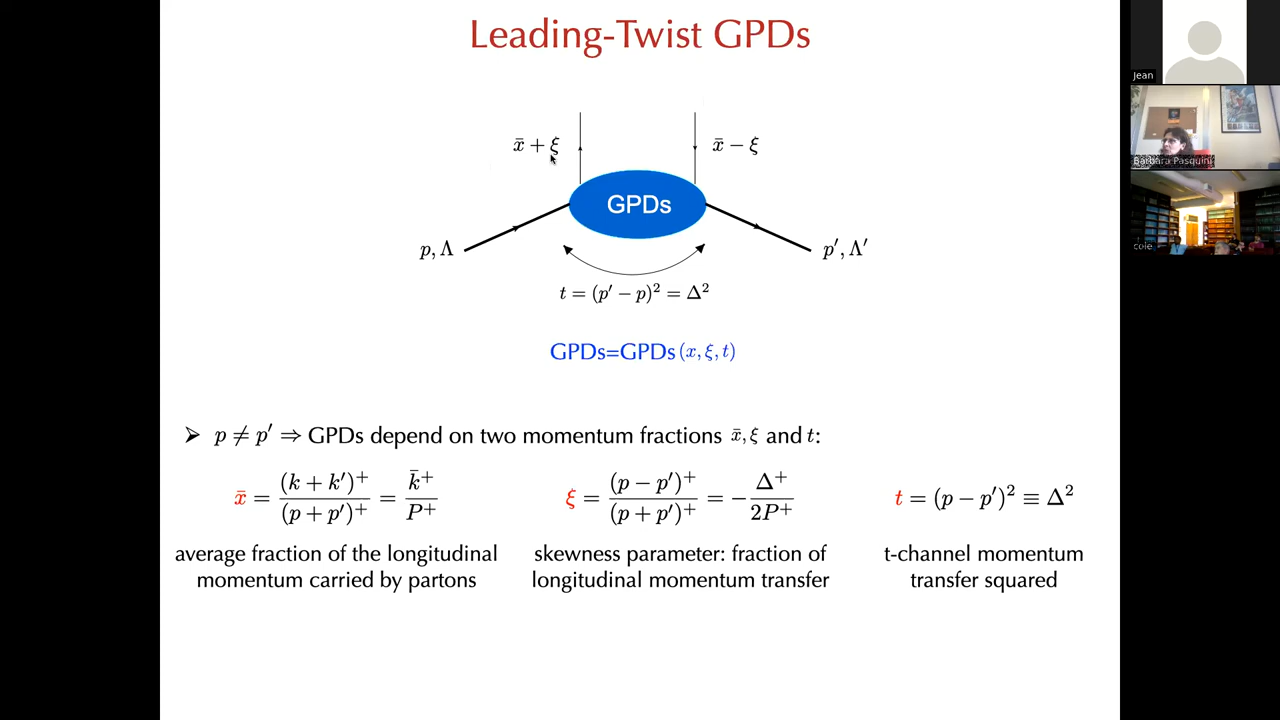 Leading-Twist GPDs
x̄ + ξ
x̄ − ξ
GPDs
p, Λ
p′, Λ′
t = (p′ − p)² = Δ²
GPDs=GPDs (x, ξ, t)
➢ p ≠ p′ ⇒ GPDs depend on two momentum fractions x̄, ξ and t:
x̄ = (k + k′)⁺ / (p + p′)⁺ = k̄⁺ / P⁺
ξ = (p − p′)⁺ / (p + p′)⁺ = − Δ⁺ / 2P⁺
t = (p − p′)² ≡ Δ²
average fraction of the longitudinal
momentum carried by partons
skewness parameter: fraction of
longitudinal momentum transfer
t-channel momentum
transfer squared
Jean
Barbara Pasquini
cole